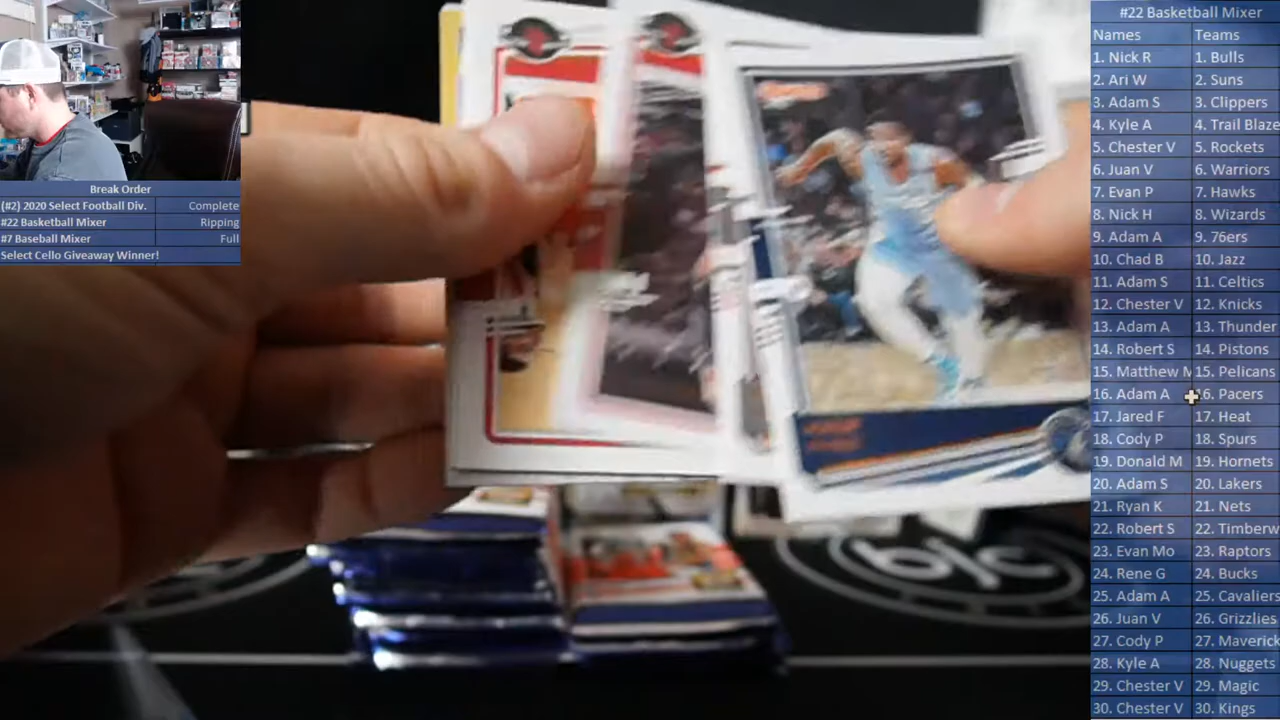 #22 Basketball Mixer
Names Teams
1. Nick R 1. Bulls
2. Ari W 2. Suns
3. Adam S 3. Clippers
4. Kyle A 4. Trail Blaze
5. Chester V 5. Rockets
6. Juan V 6. Warriors
7. Evan P 7. Hawks
8. Nick H 8. Wizards
9. Adam A 9. 76ers
10. Chad B 10. Jazz
11. Adam S 11. Celtics
12. Chester V 12. Knicks
13. Adam A 13. Thunder
14. Robert S 14. Pistons
15. Matthew M 15. Pelicans
16. Adam A 16. Pacers
17. Jared F 17. Heat
18. Cody P 18. Spurs
19. Donald M 19. Hornets
20. Adam S 20. Lakers
21. Ryan K 21. Nets
22. Robert S 22. Timberw
23. Evan Mo 23. Raptors
24. Rene G 24. Bucks
25. Adam A 25. Cavaliers
26. Juan V 26. Grizzlies
27. Cody P 27. Maverick
28. Kyle A 28. Nuggets
29. Chester V 29. Magic
30. Chester V 30. Kings
Break Order
(#2) 2020 Select Football Div. Complete
#22 Basketball Mixer Ripping
#7 Baseball Mixer Full
Select Cello Giveaway Winner!